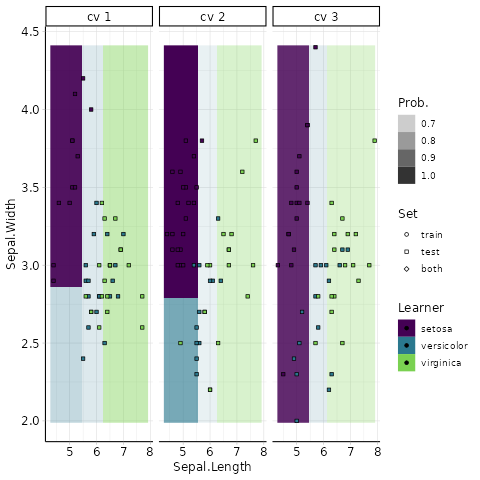 cv 1 cv 2 cv 3
4.5
4.0
3.5
3.0
2.5
2.0
Sepal.Width
5 6 7 8 5 6 7 8 5 6 7 8
Sepal.Length
Prob.
0.7
0.8
0.9
1.0
Set
train
test
both
Learner
setosa
versicolor
virginica